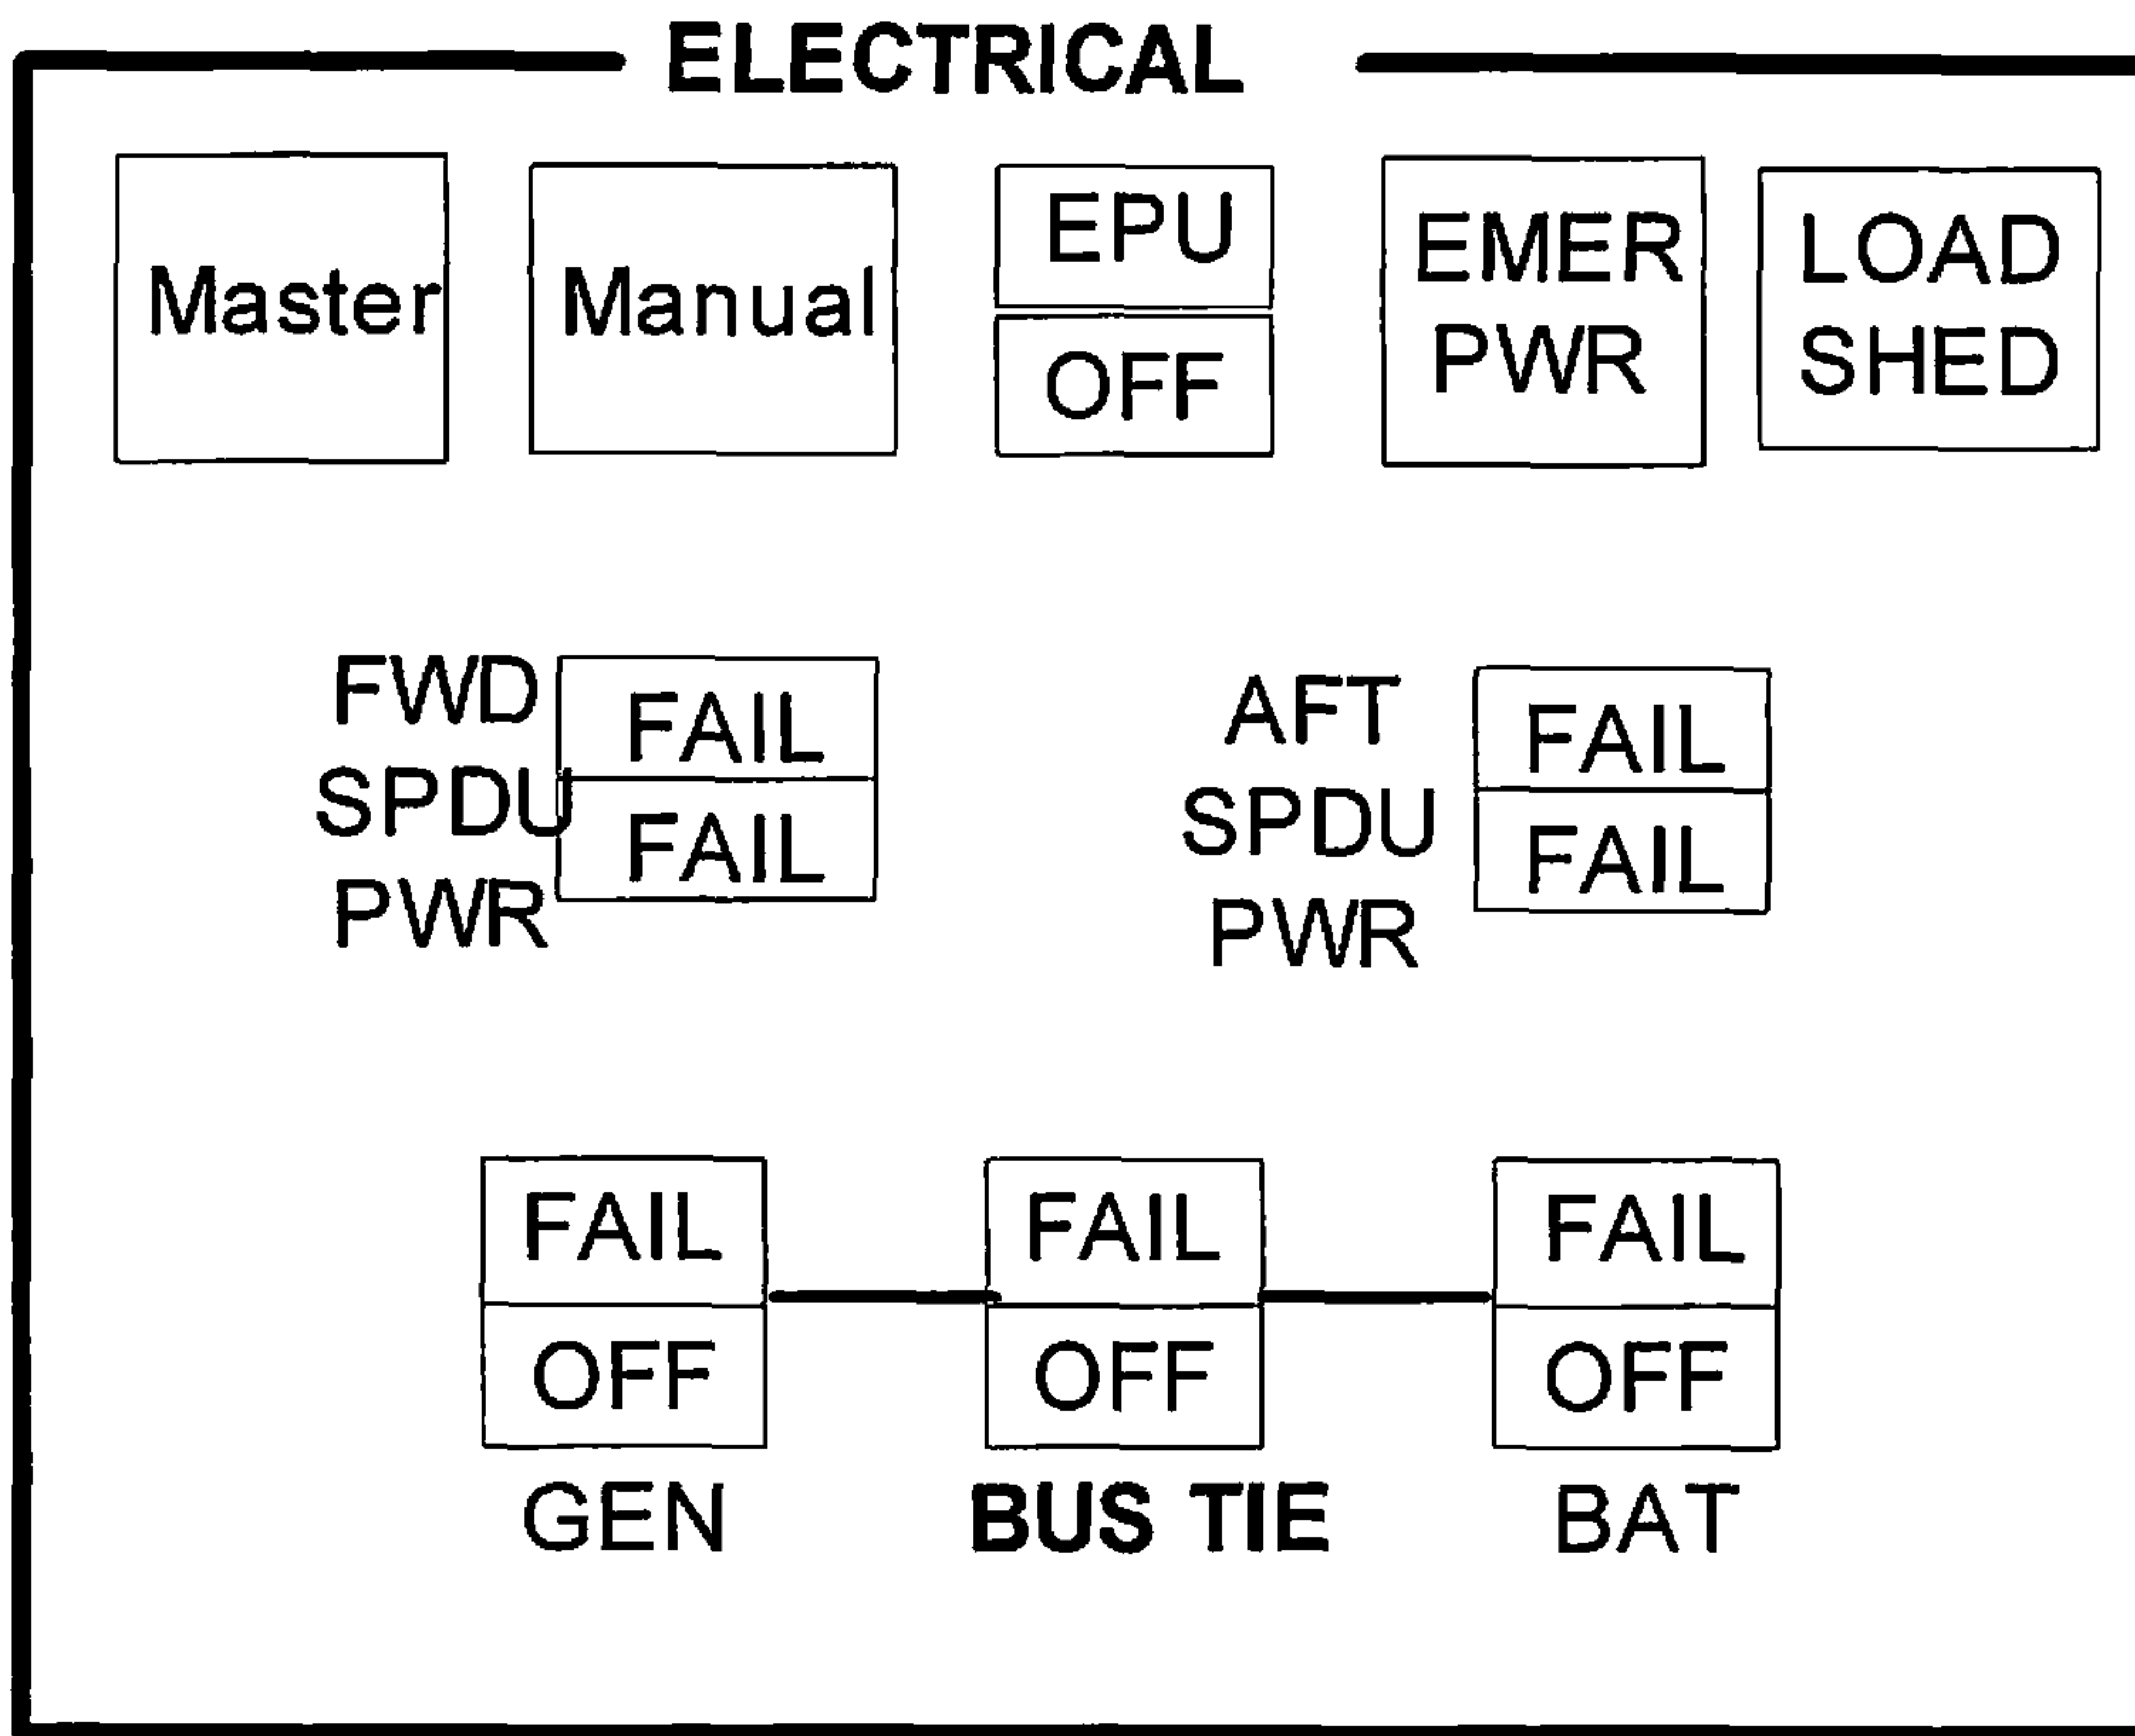 ELECTRICAL
Master
Manual
EPU
OFF
EMER
PWR
LOAD
SHED
FWD
SPDU
PWR
FAIL
FAIL
AFT
SPDU
PWR
FAIL
FAIL
FAIL
OFF
GEN
FAIL
OFF
BUS TIE
FAIL
OFF
BAT